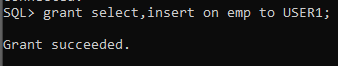 SQL> grant select,insert on emp to USER1;
Grant succeeded.